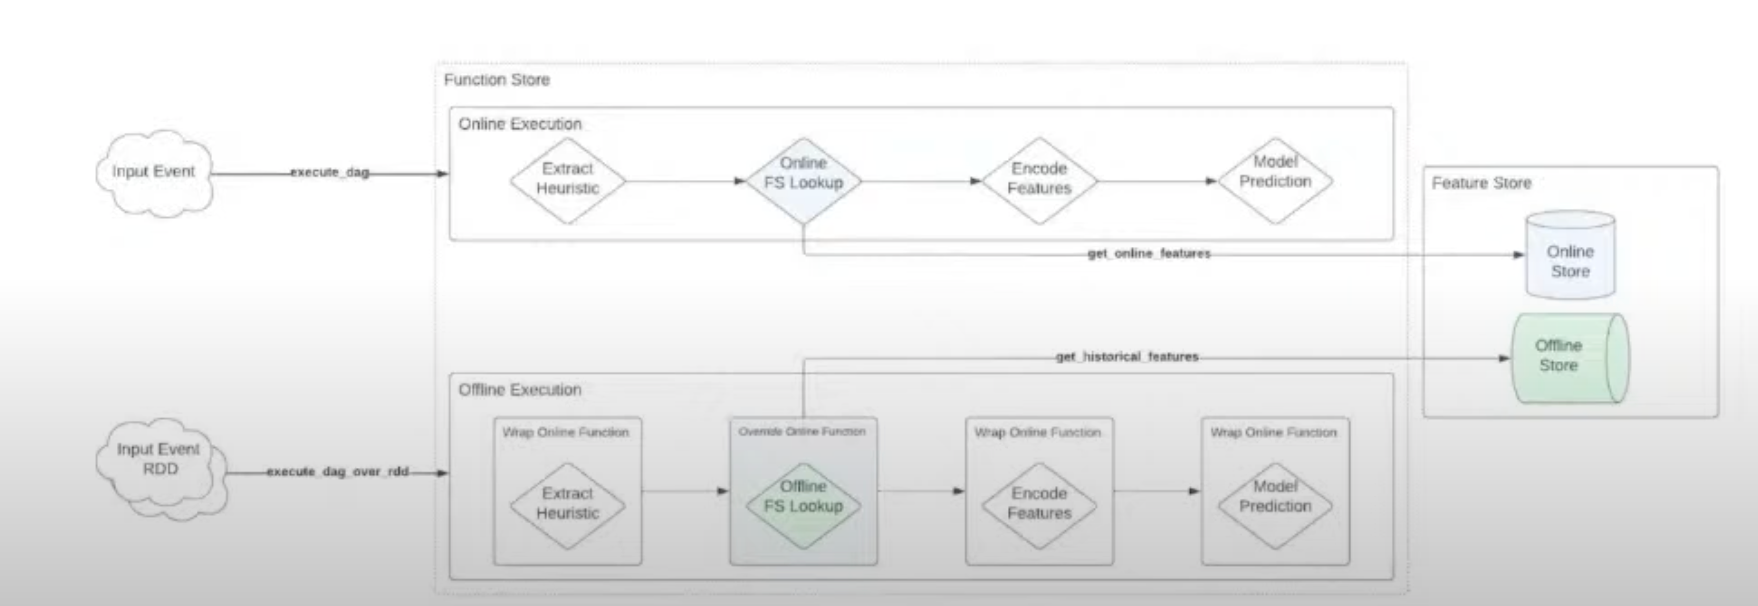 Function Store
Online Execution
Input Event
execute_dag
Extract
Heuristic
Online
FS Lookup
Encode
Features
Model
Prediction
Feature Store
get_online_features
Online
Store
get_historical_features
Offline
Store
Offline Execution
Input Event
RDD
execute_dag_over_rdd
Wrap Online Function
Extract
Heuristic
Override Online Function
Offline
FS Lookup
Wrap Online Function
Encode
Features
Wrap Online Function
Model
Prediction